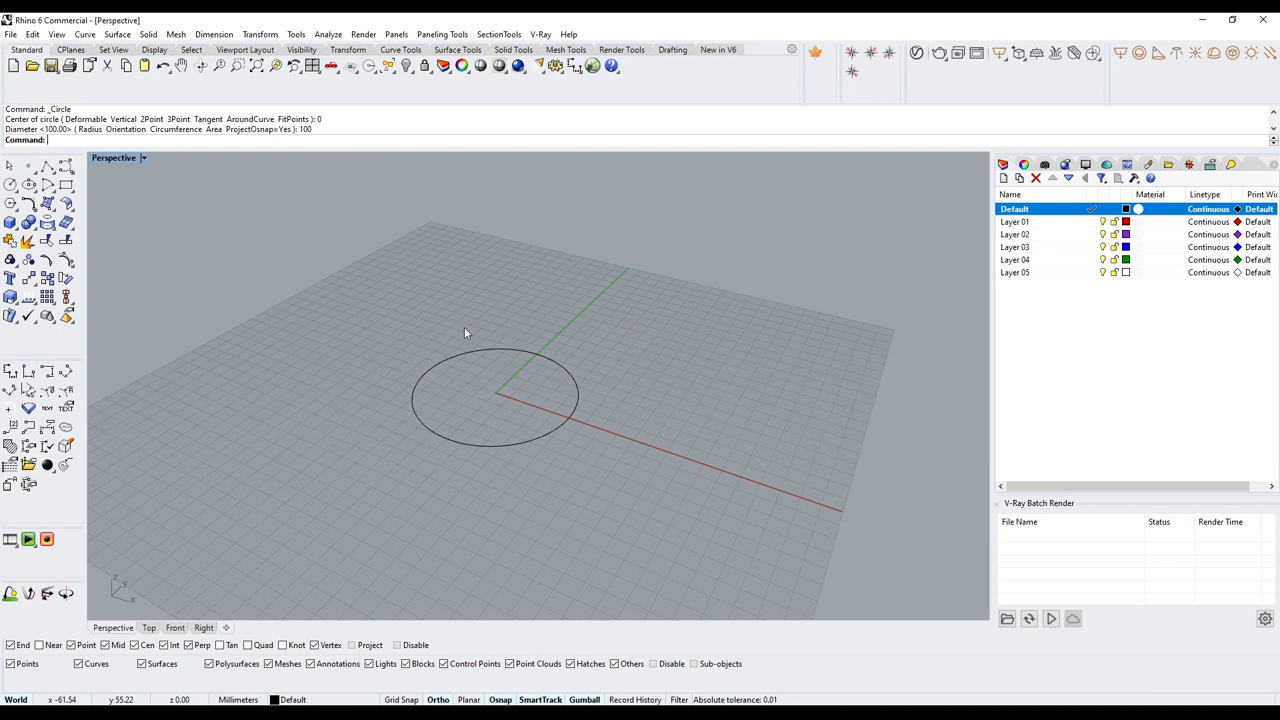 Rhino 6 Commercial - [Perspective]
File Edit View Curve Surface Solid Mesh Dimension Transform Tools Analyze Render Panels Paneling Tools SectionTools V-Ray Help
Standard CPlanes Set View Display Select Viewport Layout Visibility Transform Curve Tools Surface Tools Solid Tools Mesh Tools Render Tools Drafting New in V6
Command: _Circle
Center of circle ( Deformable Vertical 2Point 3Point Tangent AroundCurve FitPoints ): 0
Diameter <100.00> ( Radius Orientation Circumference Area ProjectOsnap=Yes ): 100
Command:
Perspective
Name Material Linetype Print Wi
Default Continuous Default
Layer 01 Continuous Default
Layer 02 Continuous Default
Layer 03 Continuous Default
Layer 04 Continuous Default
Layer 05 Continuous Default
TEXT TEXT
V-Ray Batch Render
File Name Status Render Time
z y x
Perspective Top Front Right
End Near Point Mid Cen Int Perp Tan Quad Knot Vertex Project Disable
Points Curves Surfaces Polysurfaces Meshes Annotations Lights Blocks Control Points Point Clouds Hatches Others Disable Sub-objects
World x -61.54 y 55.22 z 0.00 Millimeters Default Grid Snap Ortho Planar Osnap SmartTrack Gumball Record History Filter Absolute tolerance: 0.01